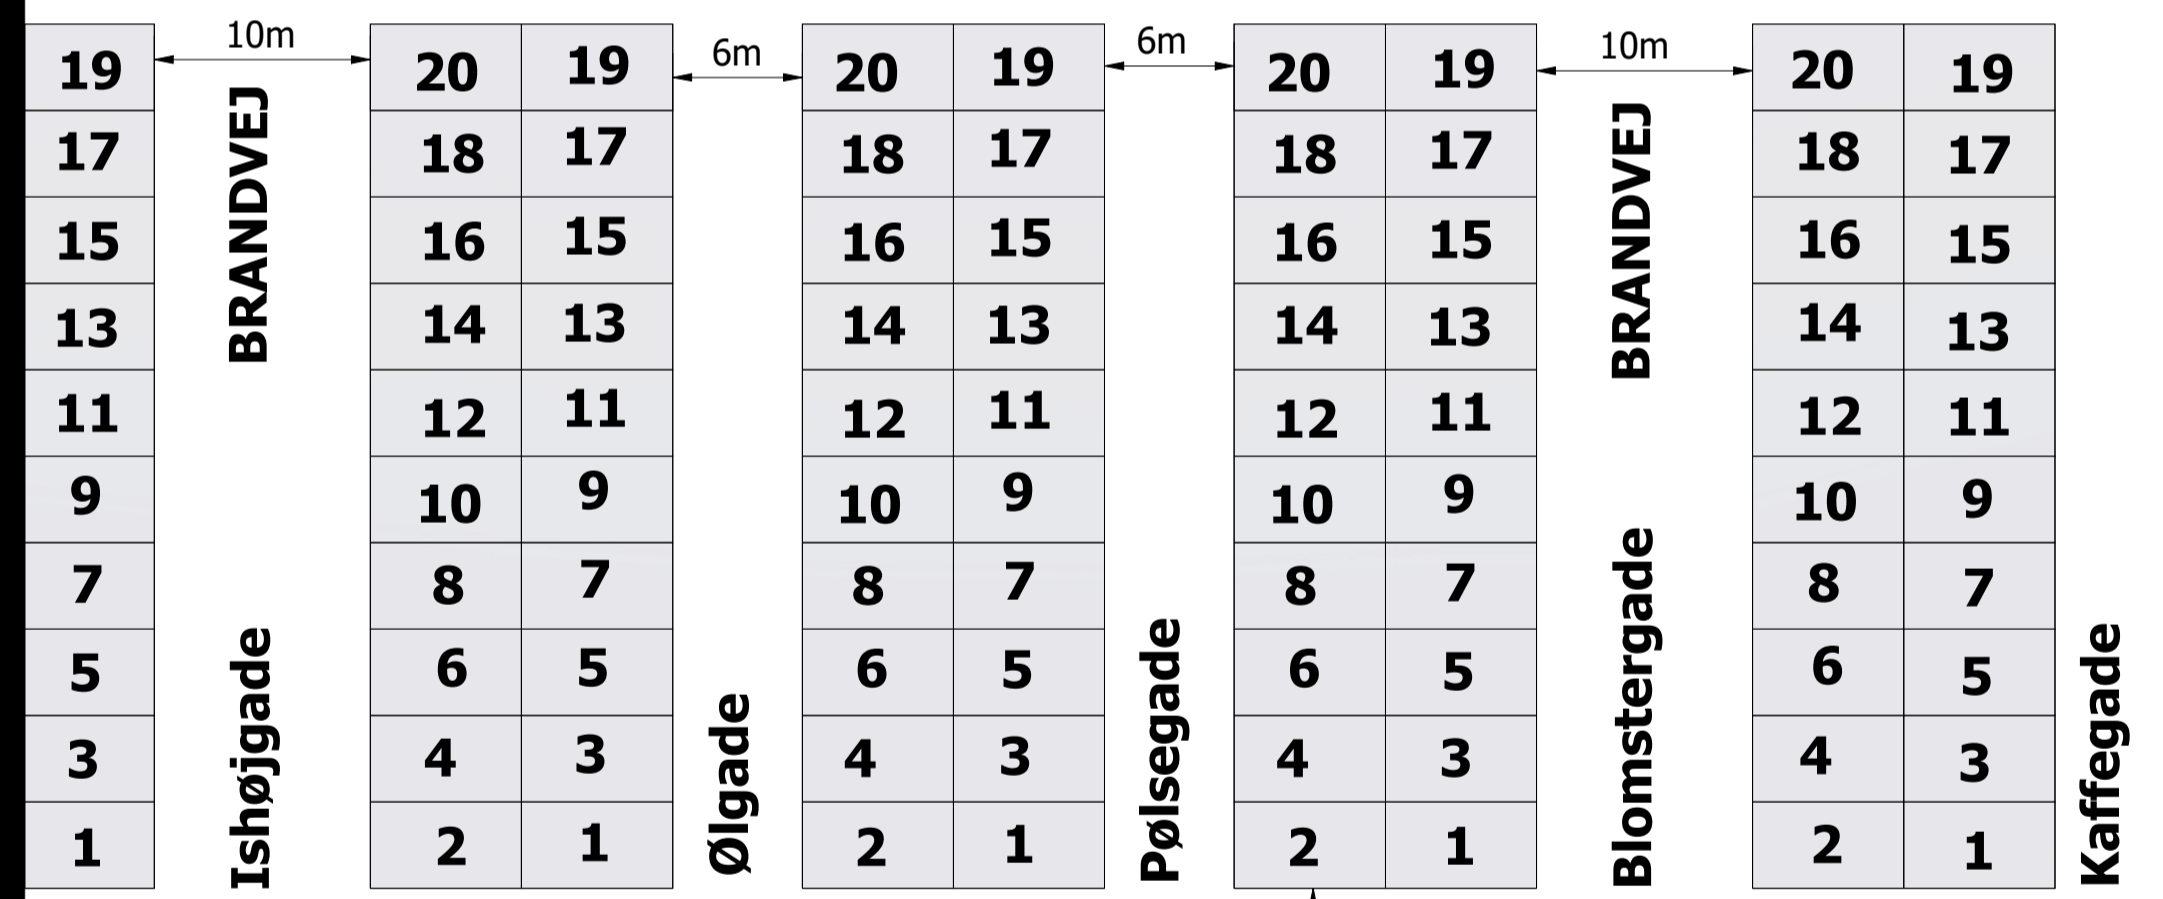 10m 6m 6m 10m
19 20 19 20 19 20 19 20 19
17 18 17 18 17 18 17 18 17
15 16 15 16 15 16 15 16 15
13 14 13 14 13 14 13 14 13
11 12 11 12 11 12 11 12 11
9 10 9 10 9 10 9 10 9
7 8 7 8 7 8 7 8 7
5 6 5 6 5 6 5 6 5
3 4 3 4 3 4 3 4 3
1 2 1 2 1 2 1 2 1
Ishøjgade BRANDVEJ
Ølgade
Pølsegade
Blomstergade BRANDVEJ
Kaffegade